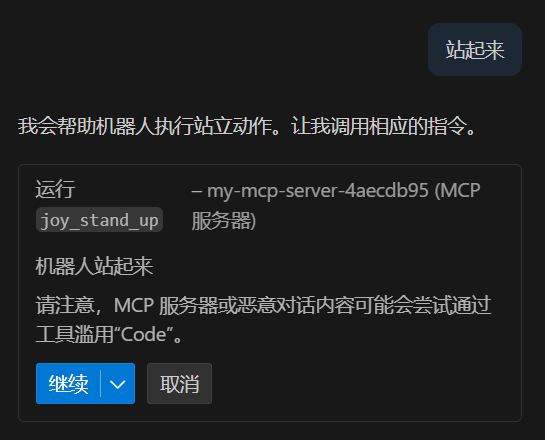 站起来
我会帮助机器人执行站立动作。让我调用相应的指令。
运行 – my-mcp-server-4aecdb95 (MCP
joy_stand_up 服务器)
机器人站起来
请注意，MCP 服务器或恶意对话内容可能会尝试通过
工具滥用“Code”。
继续 取消